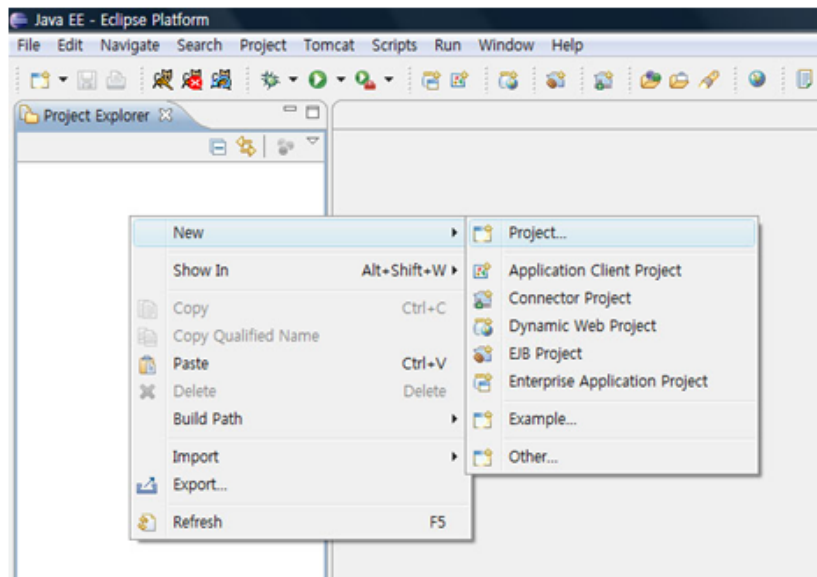 Java EE - Eclipse Platform
File Edit Navigate Search Project Tomcat Scripts Run Window Help
Project Explorer
New
Show In Alt+Shift+W
Copy Ctrl+C
Copy Qualified Name
Paste Ctrl+V
Delete Delete
Build Path
Import
Export...
Refresh F5
Project...
Application Client Project
Connector Project
Dynamic Web Project
EJB Project
Enterprise Application Project
Example...
Other...